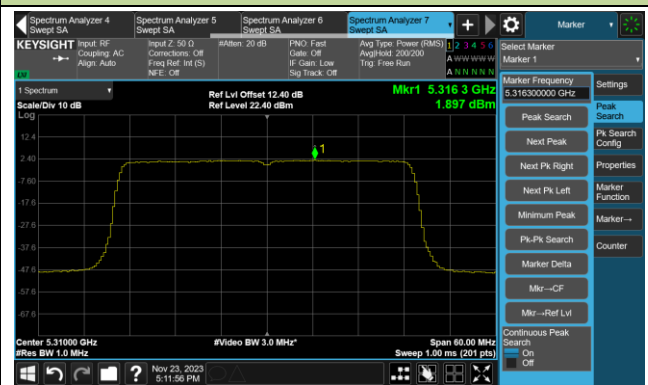 Spectrum Analyzer 4
Swept SA
Spectrum Analyzer 5
Swept SA
Spectrum Analyzer 6
Swept SA
Spectrum Analyzer 7
Swept SA
Marker
KEYSIGHT
Input: RF
Coupling: AC
Align: Auto
Input Z: 50 Ω
Corrections: Off
Freq Ref: Int (S)
NFE: Off
#Atten: 20 dB
PNO: Fast
Gate: Off
IF Gain: Low
Sig Track: Off
Avg Type: Power (RMS)
Avg|Hold: 200/200
Trig: Free Run
1 2 3 4 5 6
A W W W W W
A N N N N N
Select Marker
Marker 1
1 Spectrum
Scale/Div 10 dB
Log
Ref Lvl Offset 12.40 dB
Ref Level 22.40 dBm
Mkr1 5.316 3 GHz
1.897 dBm
1
12.4
2.40
-7.60
-17.6
-27.6
-37.6
-47.6
-57.6
-67.6
Center 5.31000 GHz
#Res BW 1.0 MHz
#Video BW 3.0 MHz*
Span 60.00 MHz
Sweep 1.00 ms (201 pts)
Marker Frequency
5.316300000 GHz
Peak Search
Next Peak
Next Pk Right
Next Pk Left
Minimum Peak
Pk-Pk Search
Marker Delta
Mkr→CF
Mkr→Ref Lvl
Continuous Peak
Search
On
Off
Settings
Peak
Search
Pk Search
Config
Properties
Marker
Function
Marker→
Counter
?
Nov 23, 2023
5:11:56 PM